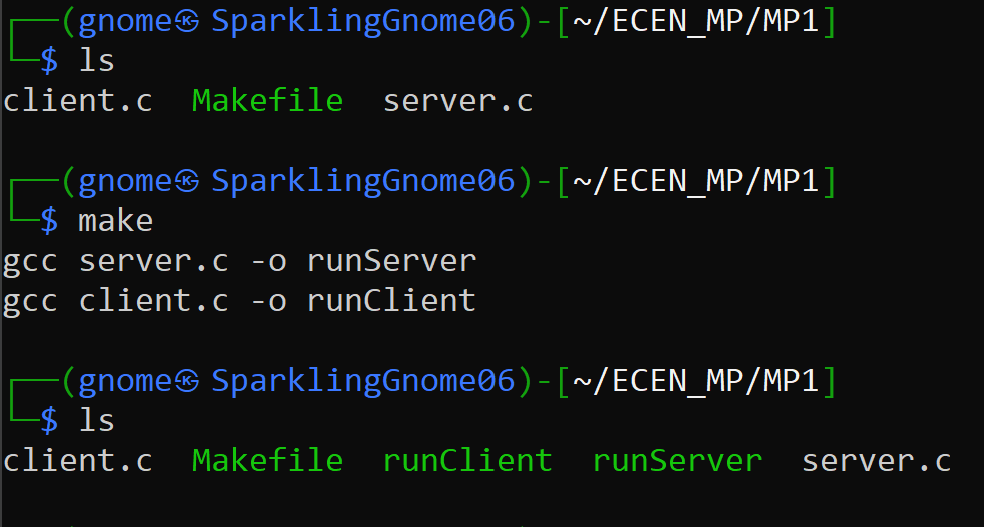 ┌──(gnome㉿ SparklingGnome06)-[~/ECEN_MP/MP1]
└─$ ls
client.c  Makefile  server.c
┌──(gnome㉿ SparklingGnome06)-[~/ECEN_MP/MP1]
└─$ make
gcc server.c -o runServer
gcc client.c -o runClient
┌──(gnome㉿ SparklingGnome06)-[~/ECEN_MP/MP1]
└─$ ls
client.c  Makefile  runClient  runServer  server.c